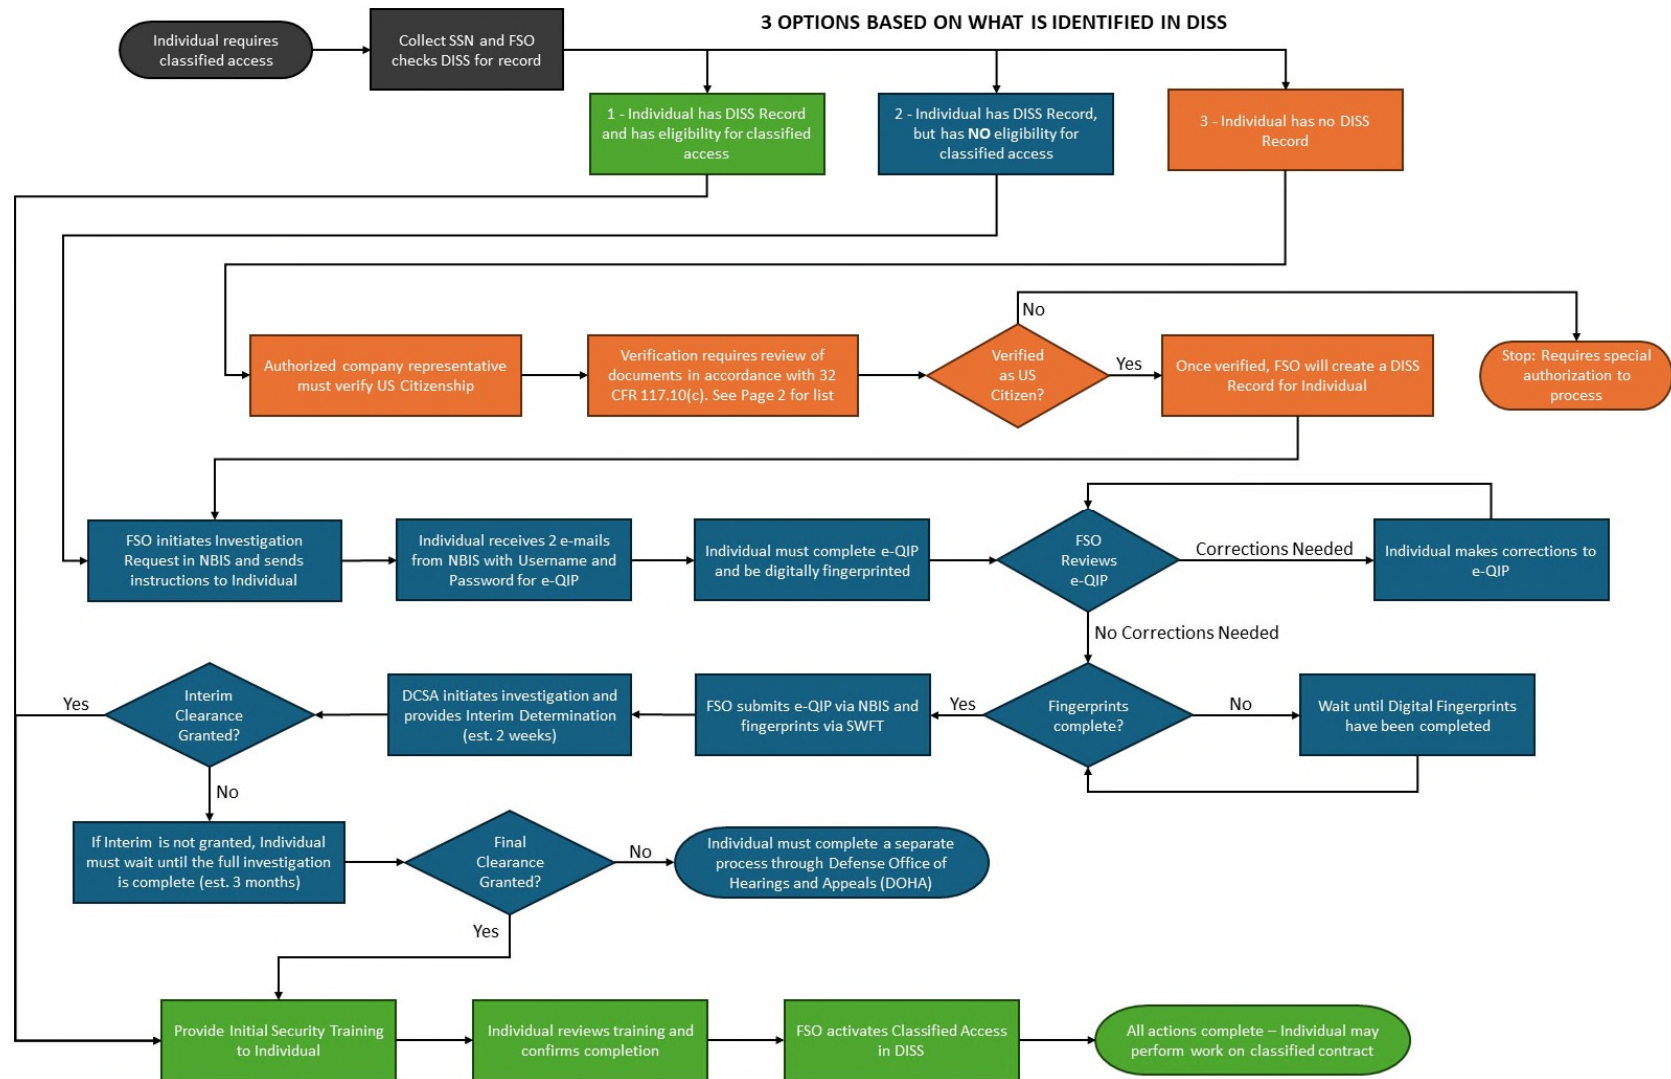 3 OPTIONS BASED ON WHAT IS IDENTIFIED IN DISS
Individual requires
classified access
Collect SSN and FSO
checks DISS for record
1 - Individual has DISS Record
and has eligibility for classified
access
2 - Individual has DISS Record,
but has NO eligibility for
classified access
3 - Individual has no DISS
Record
No
Authorized company representative
must verify US Citizenship
Verification requires review of
documents in accordance with 32
CFR 117.10(c). See Page 2 for list
Verified
as US
Citizen?
Yes
Once verified, FSO will create a DISS
Record for Individual
Stop: Requires special
authorization to
process
FSO initiates Investigation
Request in NBIS and sends
instructions to Individual
Individual receives 2 e-mails
from NBIS with Username and
Password for e-QIP
Individual must complete e-QIP
and be digitally fingerprinted
FSO
Reviews
e-QIP
Corrections Needed
Individual makes corrections to
e-QIP
No Corrections Needed
Yes
Interim
Clearance
Granted?
DCSA initiates investigation and
provides Interim Determination
(est. 2 weeks)
FSO submits e-QIP via NBIS and
fingerprints via SWFT
Yes
Fingerprints
complete?
No
Wait until Digital Fingerprints
have been completed
No
If Interim is not granted, Individual
must wait until the full investigation
is complete (est. 3 months)
Final
Clearance
Granted?
No
Individual must complete a separate
process through Defense Office of
Hearings and Appeals (DOHA)
Yes
Provide Initial Security Training
to Individual
Individual reviews training and
confirms completion
FSO activates Classified Access
in DISS
All actions complete – Individual may
perform work on classified contract